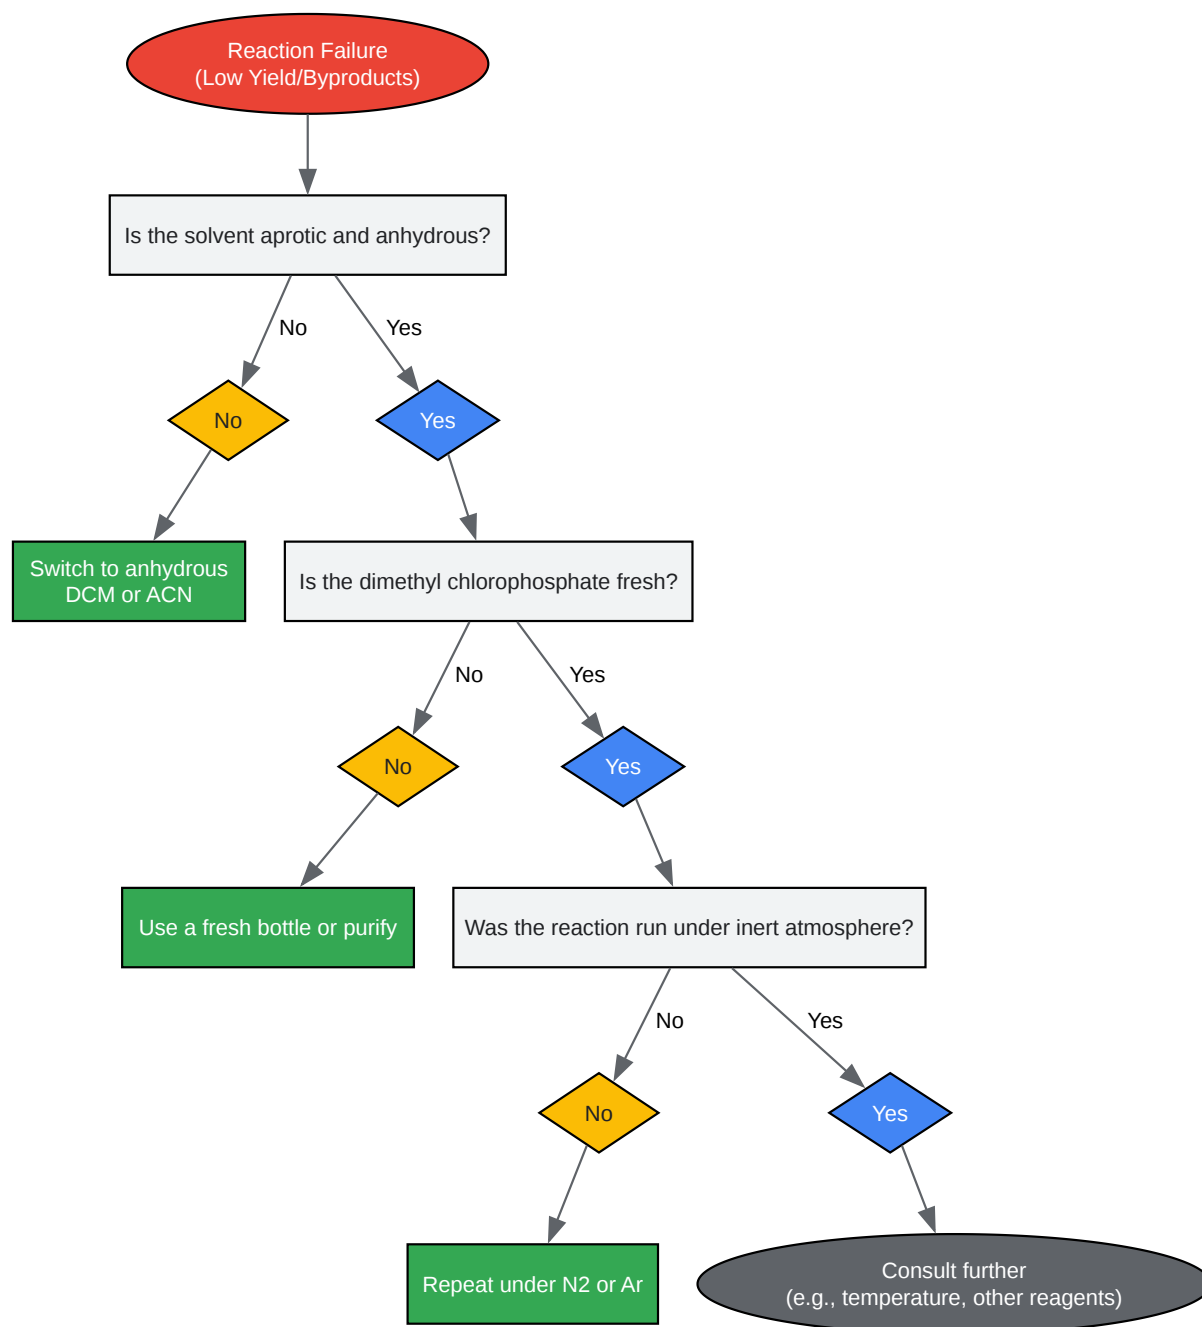 Reaction Failure
(Low Yield/Byproducts)
Is the solvent aprotic and anhydrous?
No
Yes
No
Yes
Switch to anhydrous
DCM or ACN
Is the dimethyl chlorophosphate fresh?
No
Yes
No
Yes
Use a fresh bottle or purify
Was the reaction run under inert atmosphere?
No
Yes
No
Yes
Repeat under N2 or Ar
Consult further
(e.g., temperature, other reagents)